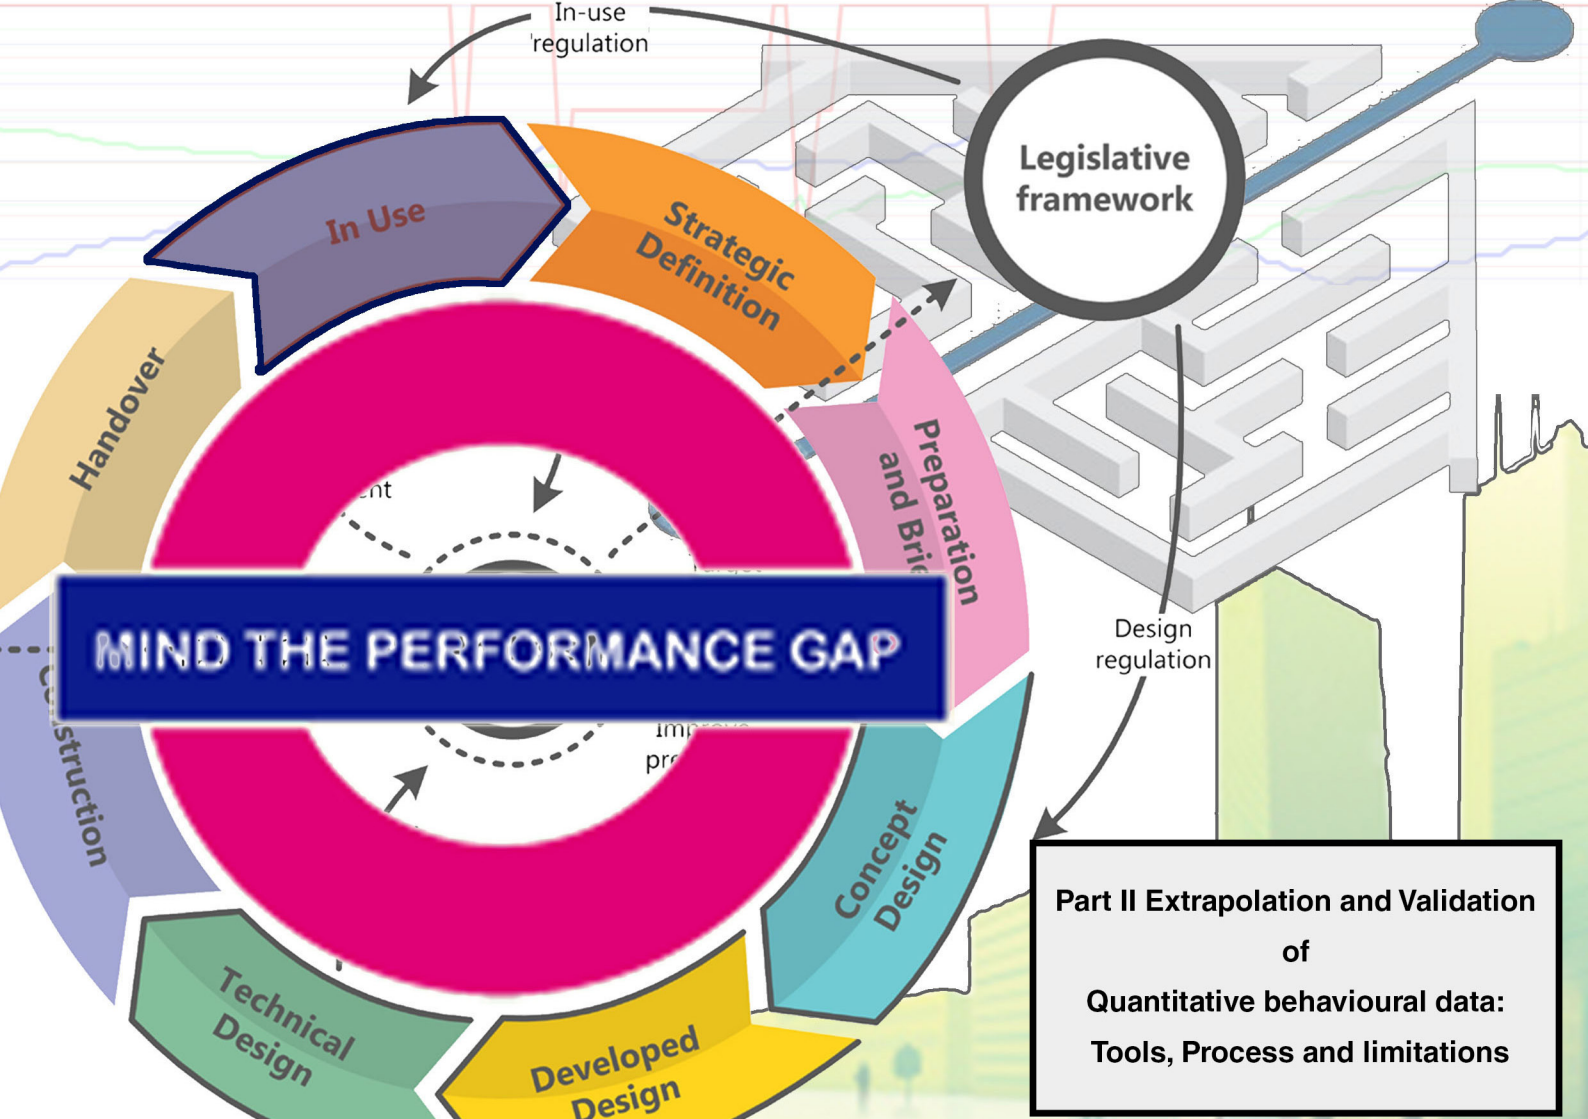 In-use
regulation
Legislative
framework
In Use
Strategic
Definition
Handover
Preparation
and Brie
MIND THE PERFORMANCE GAP
Design
regulation
Concept
Design
Technical
Design
Developed
Design
Part II Extrapolation and Validation
of
Quantitative behavioural data:
Tools, Process and limitations